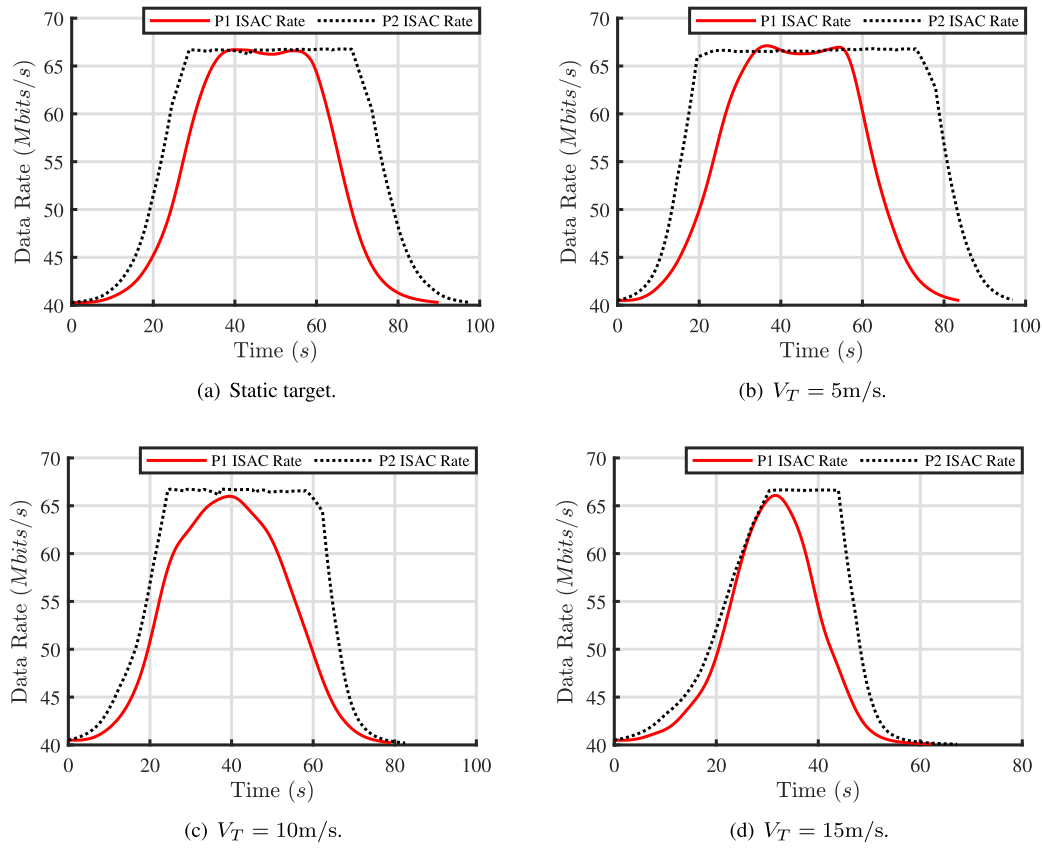 P1 ISAC Rate P2 ISAC Rate
70
65
60
55
50
45
40
0 20 40 60 80 100
Data Rate (Mbits/s)
Time (s)
(a) Static target.
P1 ISAC Rate P2 ISAC Rate
70
65
60
55
50
45
40
0 20 40 60 80 100
Data Rate (Mbits/s)
Time (s)
(b) V_T = 5m/s.
P1 ISAC Rate P2 ISAC Rate
70
65
60
55
50
45
40
0 20 40 60 80 100
Data Rate (Mbits/s)
Time (s)
(c) V_T = 10m/s.
P1 ISAC Rate P2 ISAC Rate
70
65
60
55
50
45
40
0 20 40 60 80
Data Rate (Mbits/s)
Time (s)
(d) V_T = 15m/s.